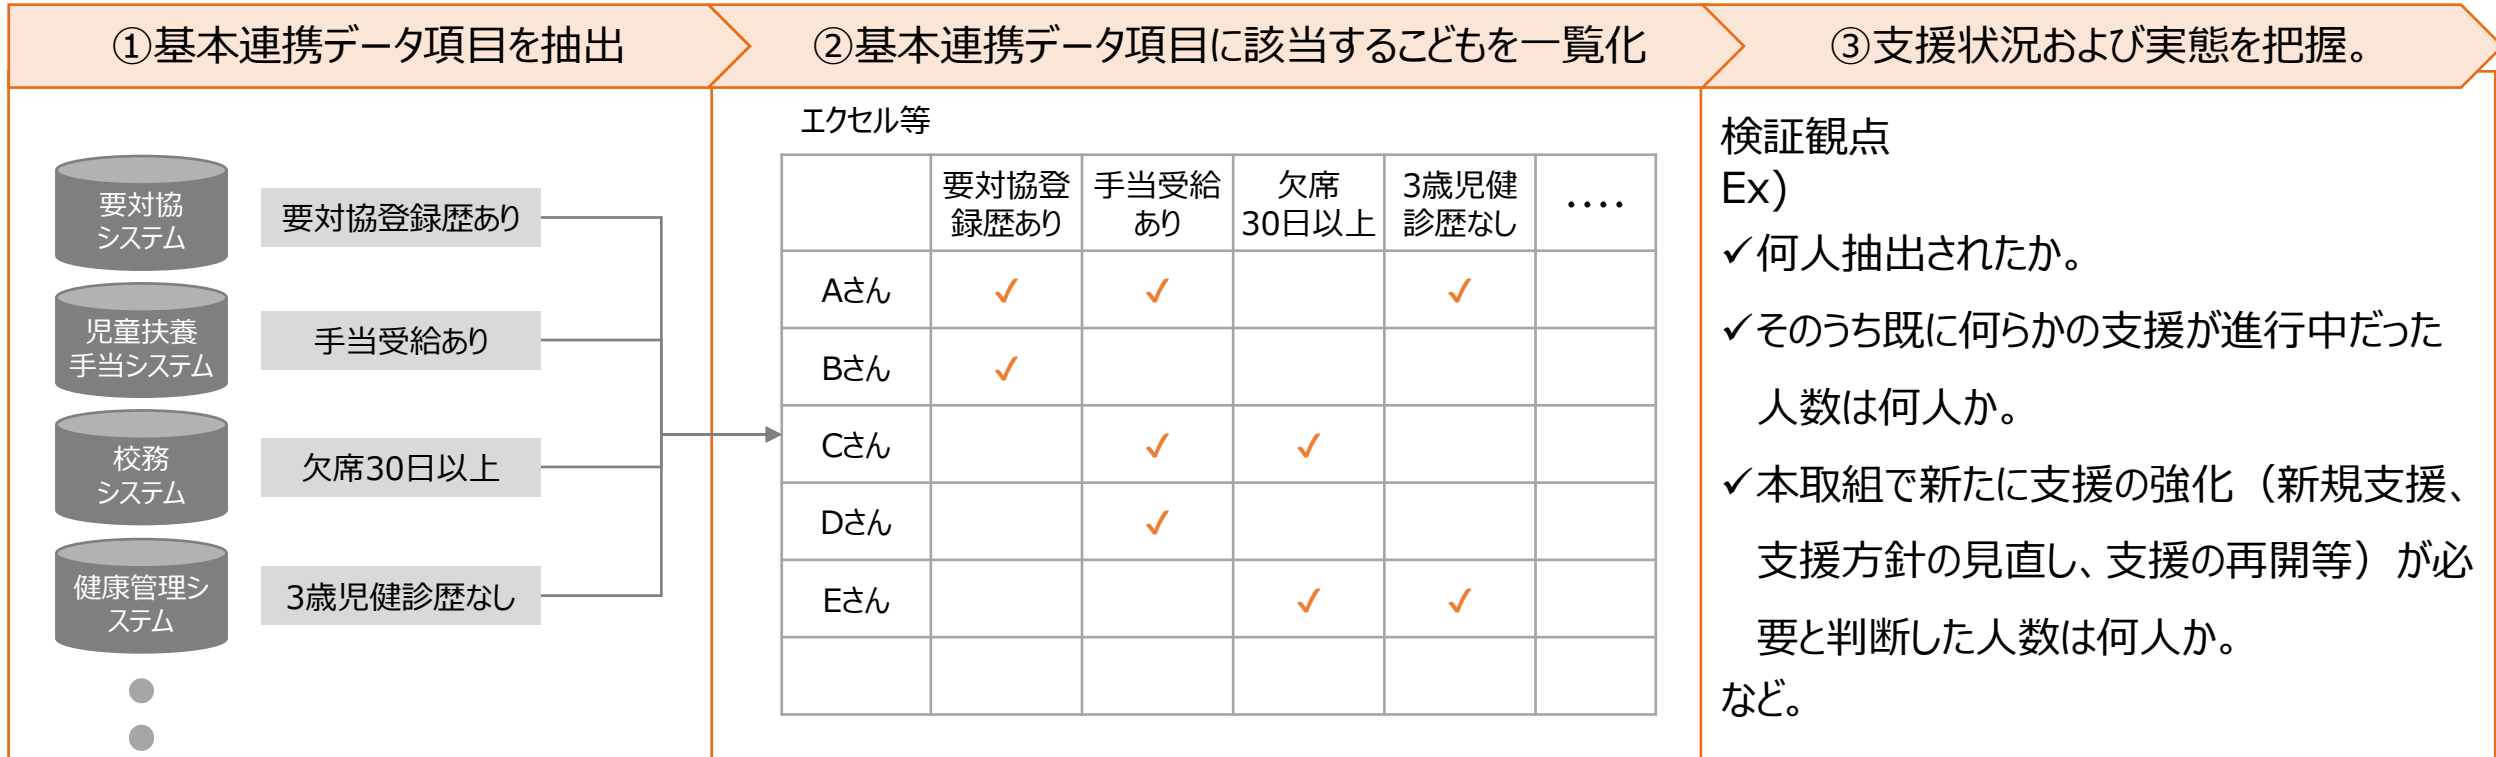 ①基本連携データ項目を抽出
②基本連携データ項目に該当するこどもを一覧化
③支援状況および実態を把握。
要対協
システム
要対協登録歴あり
児童扶養
手当システム
手当受給あり
校務
システム
欠席30日以上
健康管理シ
ステム
3歳児健診歴なし
エクセル等
要対協登
録歴あり
手当受給
あり
欠席
30日以上
3歳児健
診歴なし
・・・・
Aさん ✓ ✓ ✓
Bさん ✓
Cさん ✓ ✓
Dさん ✓
Eさん ✓ ✓
検証観点
Ex)
✓何人抽出されたか。
✓そのうち既に何らかの支援が進行中だった
人数は何人か。
✓本取組で新たに支援の強化（新規支援、
支援方針の見直し、支援の再開等）が必
要と判断した人数は何人か。
など。